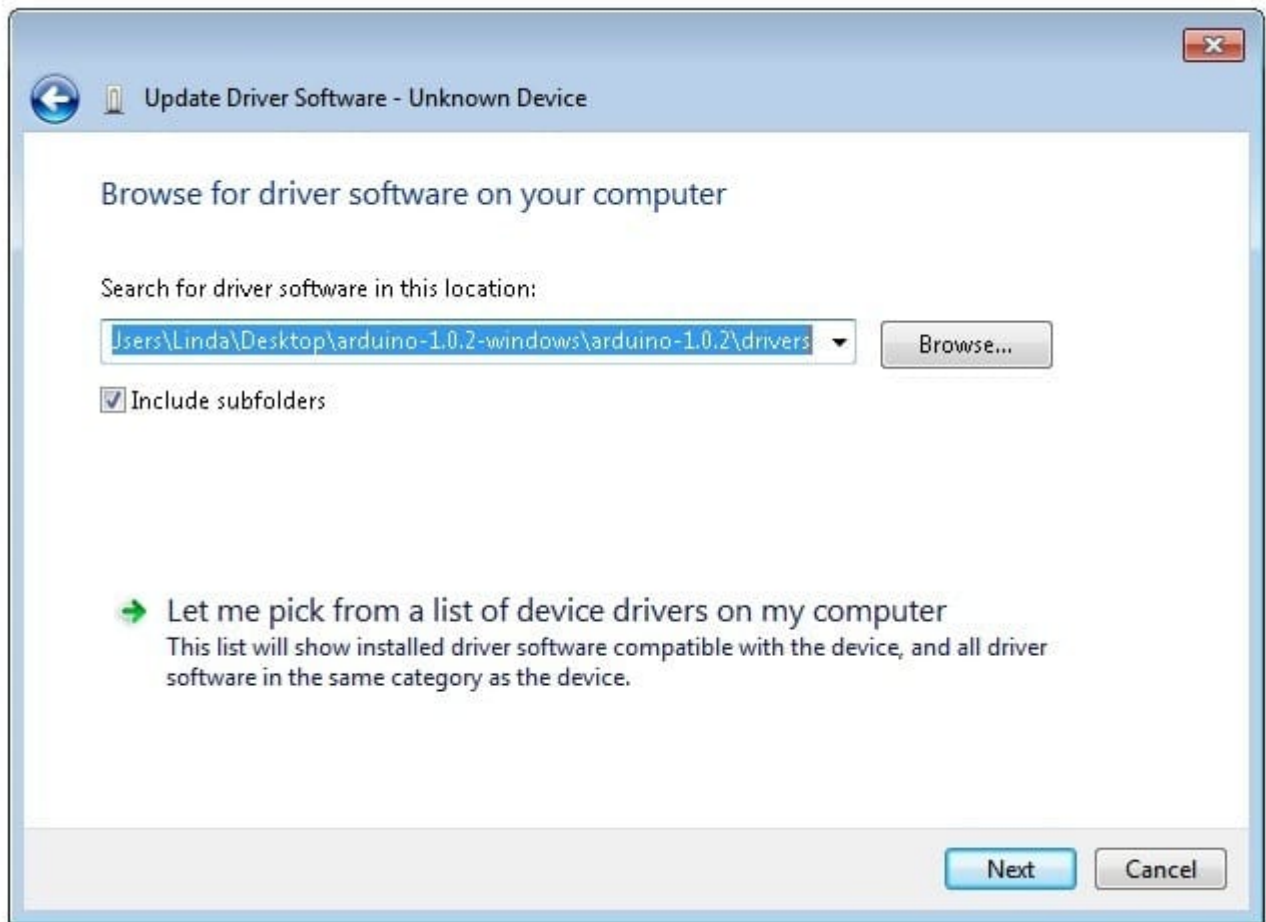 Update Driver Software - Unknown Device
Browse for driver software on your computer
Search for driver software in this location:
Jsers\Linda\Desktop\arduino-1.0.2-windows\arduino-1.0.2\drivers
Browse...
Include subfolders
Let me pick from a list of device drivers on my computer
This list will show installed driver software compatible with the device, and all driver
software in the same category as the device.
Next
Cancel